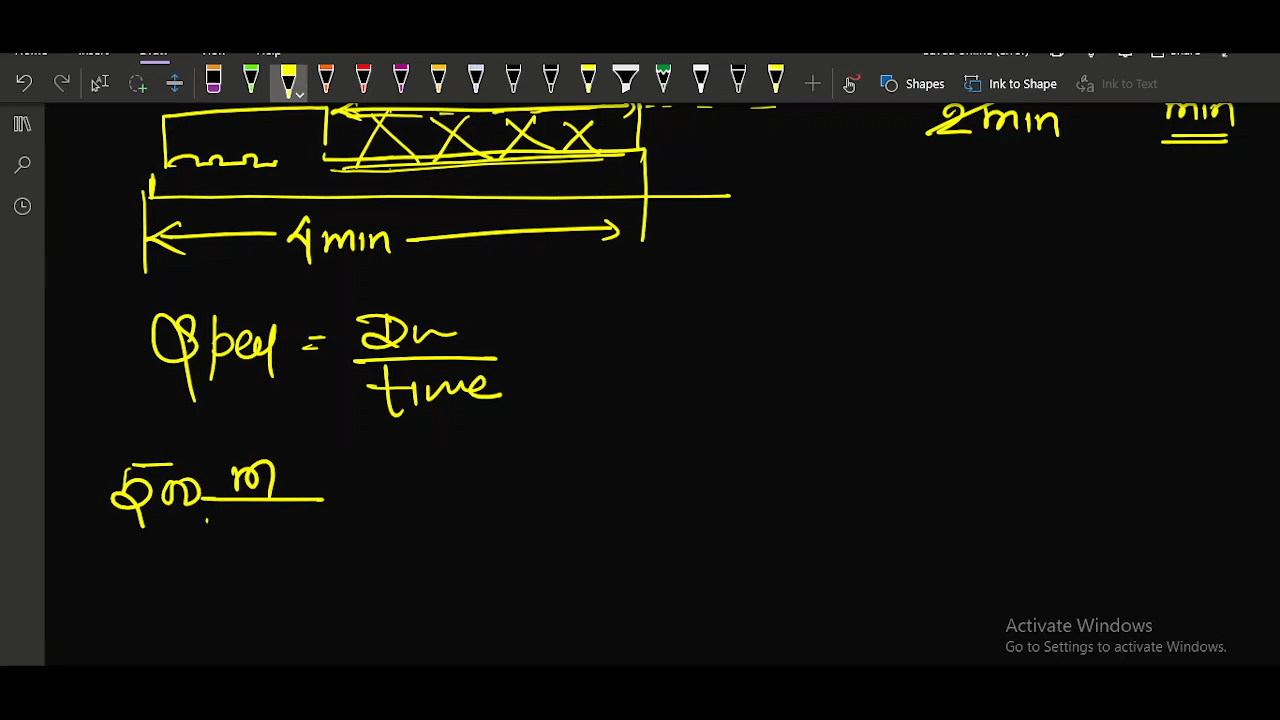 Shapes
Ink to Shape
Ink to Text
2min
min
4min
Speed =
time
500 m
Activate Windows
Go to Settings to activate Windows.